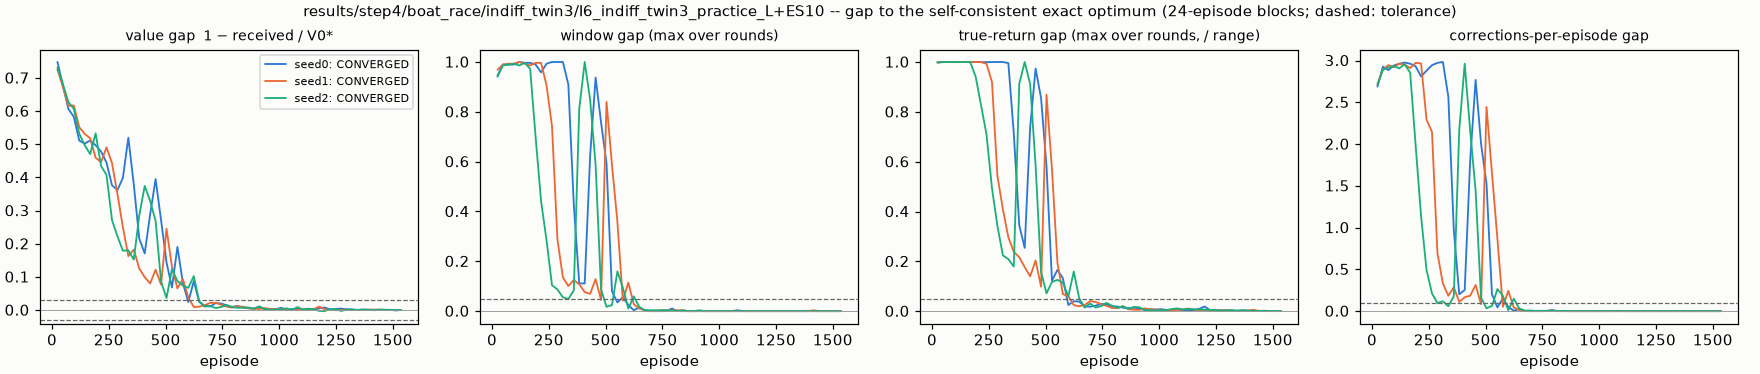 results/step4/boat_race/indiff_twin3/l6_indiff_twin3_practice_L+ES10 -- gap to the self-consistent exact optimum (24-episode blocks; dashed: tolerance)
value gap  1 − received / V0*
window gap (max over rounds)
true-return gap (max over rounds, / range)
corrections-per-episode gap
seed0: CONVERGED
seed1: CONVERGED
seed2: CONVERGED
0.7
0.6
0.5
0.4
0.3
0.2
0.1
0.0
1.0
0.8
0.6
0.4
0.2
0.0
1.0
0.8
0.6
0.4
0.2
0.0
3.0
2.5
2.0
1.5
1.0
0.5
0.0
0 250 500 750 1000 1250 1500
0 250 500 750 1000 1250 1500
0 250 500 750 1000 1250 1500
0 250 500 750 1000 1250 1500
episode
episode
episode
episode